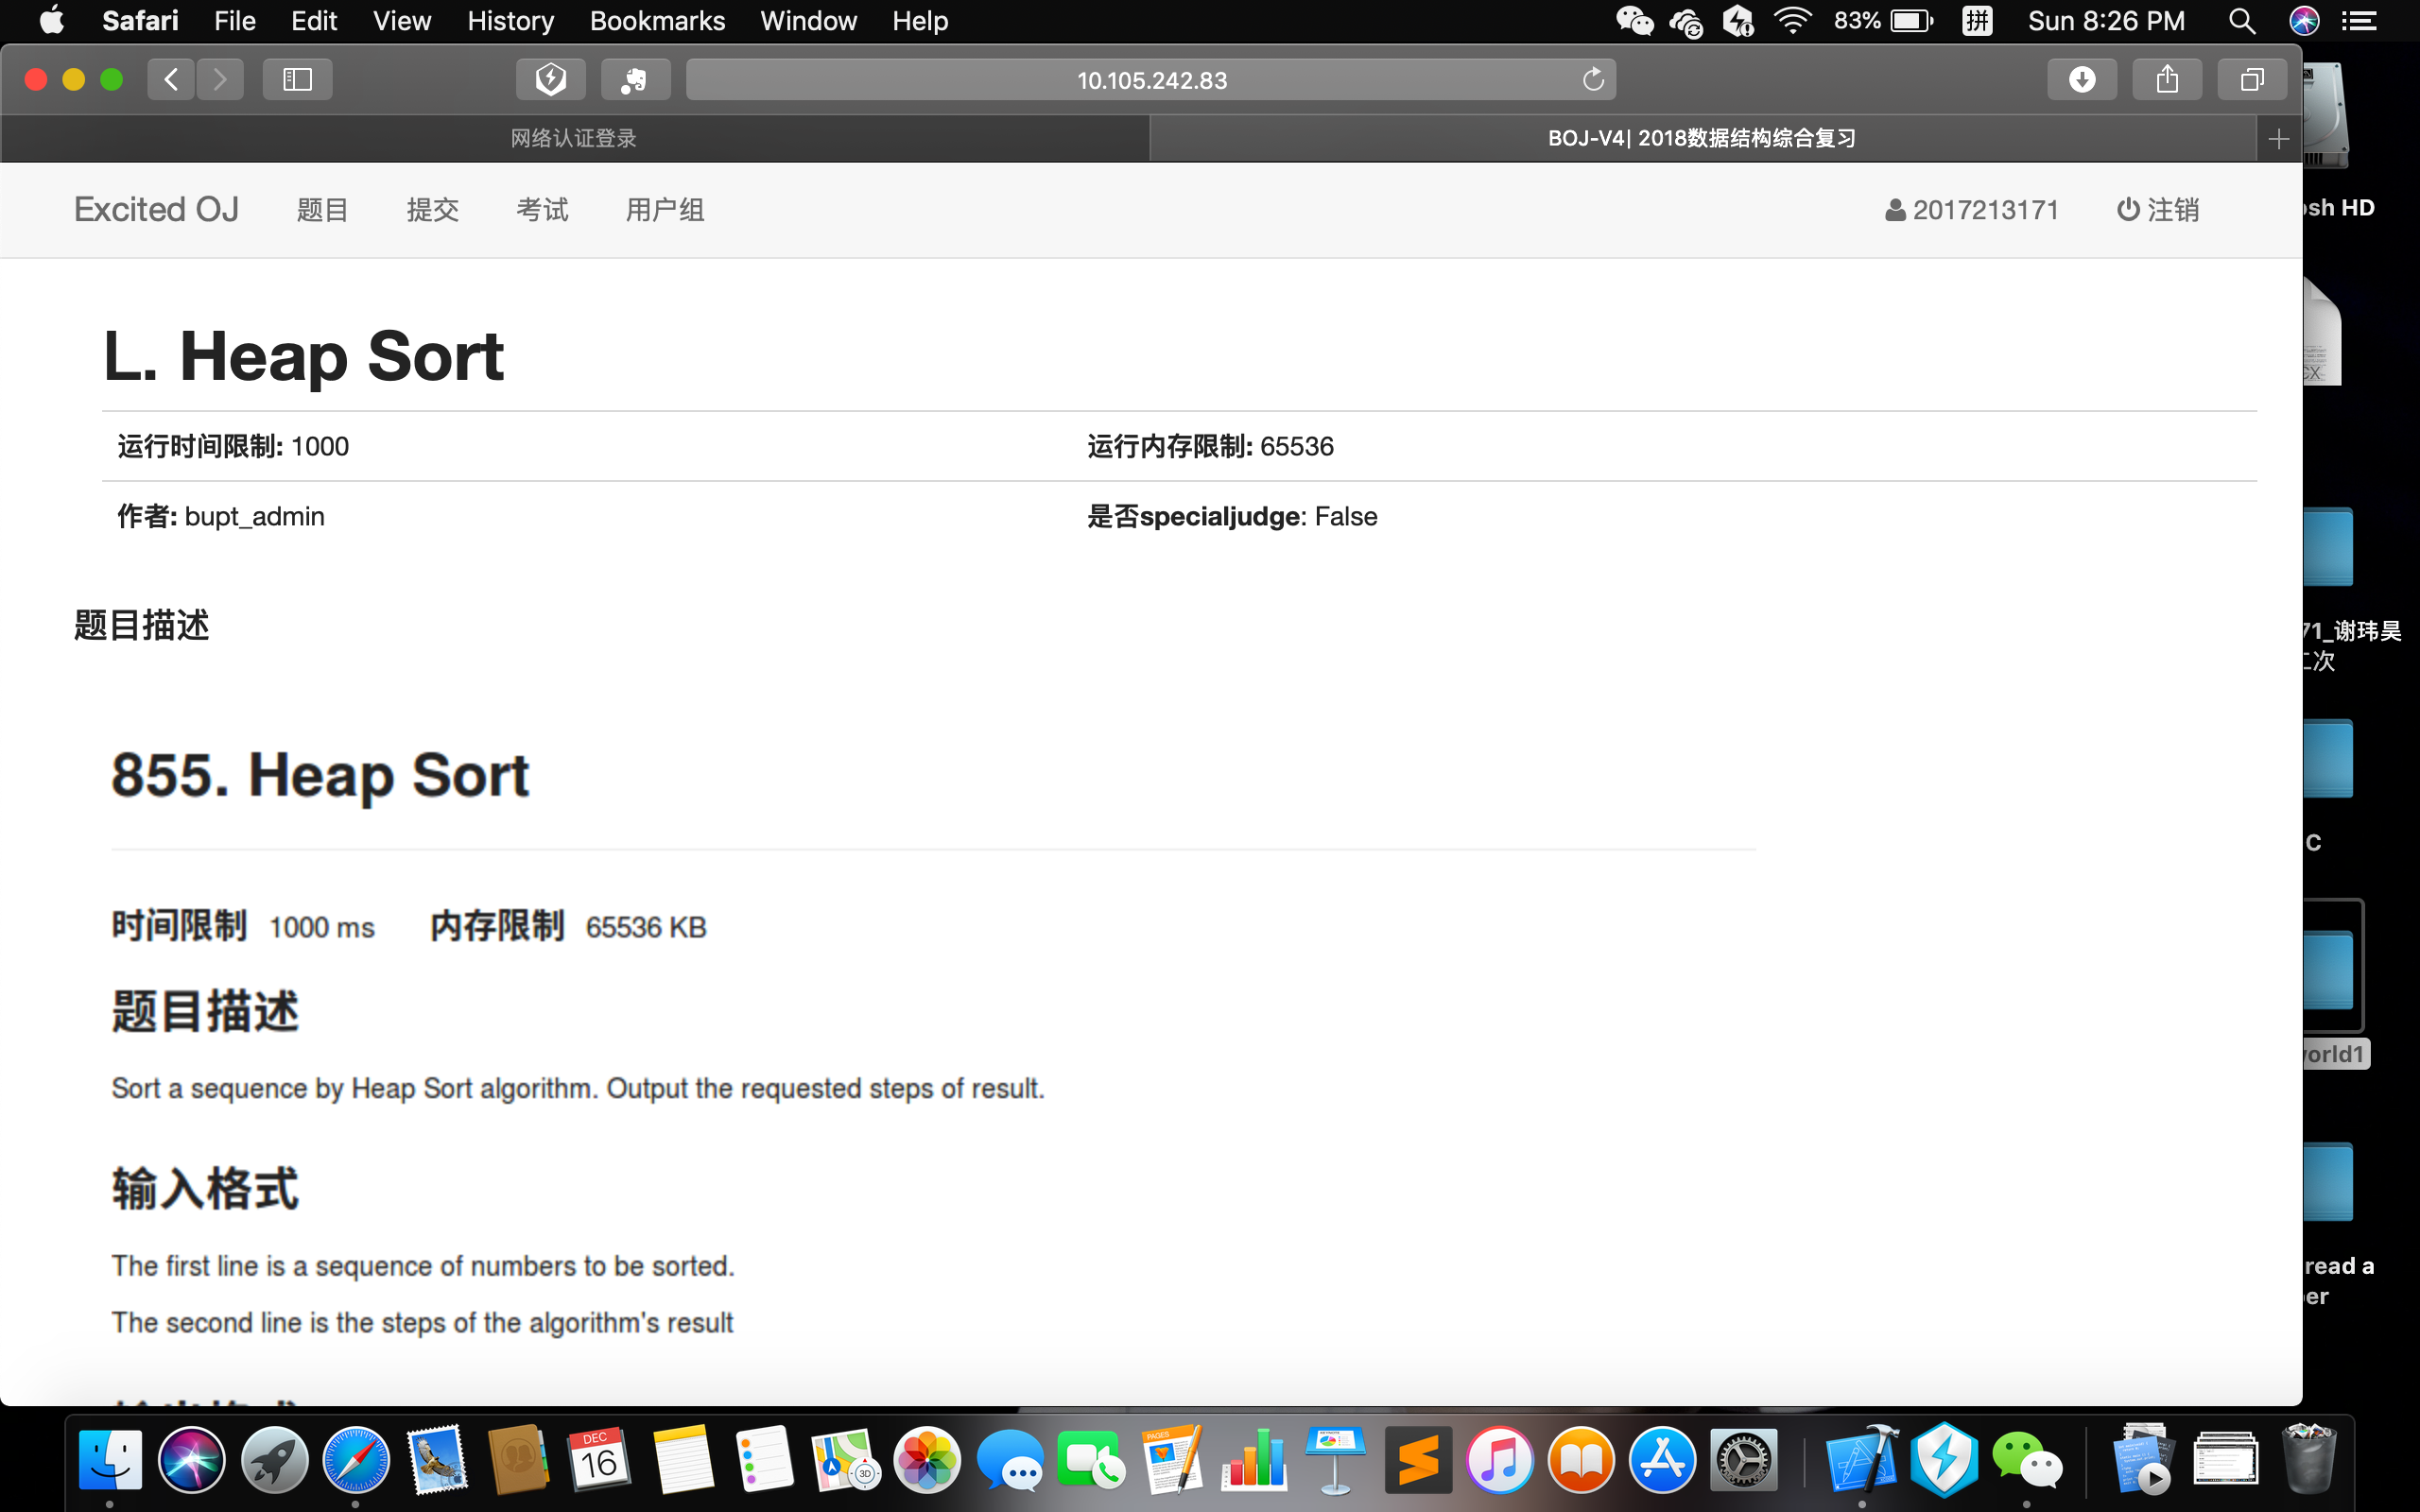 Safari File Edit View History Bookmarks Window Help 83% 拼 Sun 8:26 PM
10.105.242.83
网络认证登录 BOJ-V4| 2018数据结构综合复习
Excited OJ 题目 提交 考试 用户组 2017213171 注销
osh HD
L. Heap Sort
CX
运行时间限制: 1000 运行内存限制: 65536
作者: bupt_admin 是否specialjudge: False
题目描述
71_谢玮昊
二次
855. Heap Sort
C
时间限制 1000 ms 内存限制 65536 KB
题目描述
vorld1
Sort a sequence by Heap Sort algorithm. Output the requested steps of result.
输入格式
The first line is a sequence of numbers to be sorted.
read a
per
The second line is the steps of the algorithm's result
DEC
16
PAGES
3D